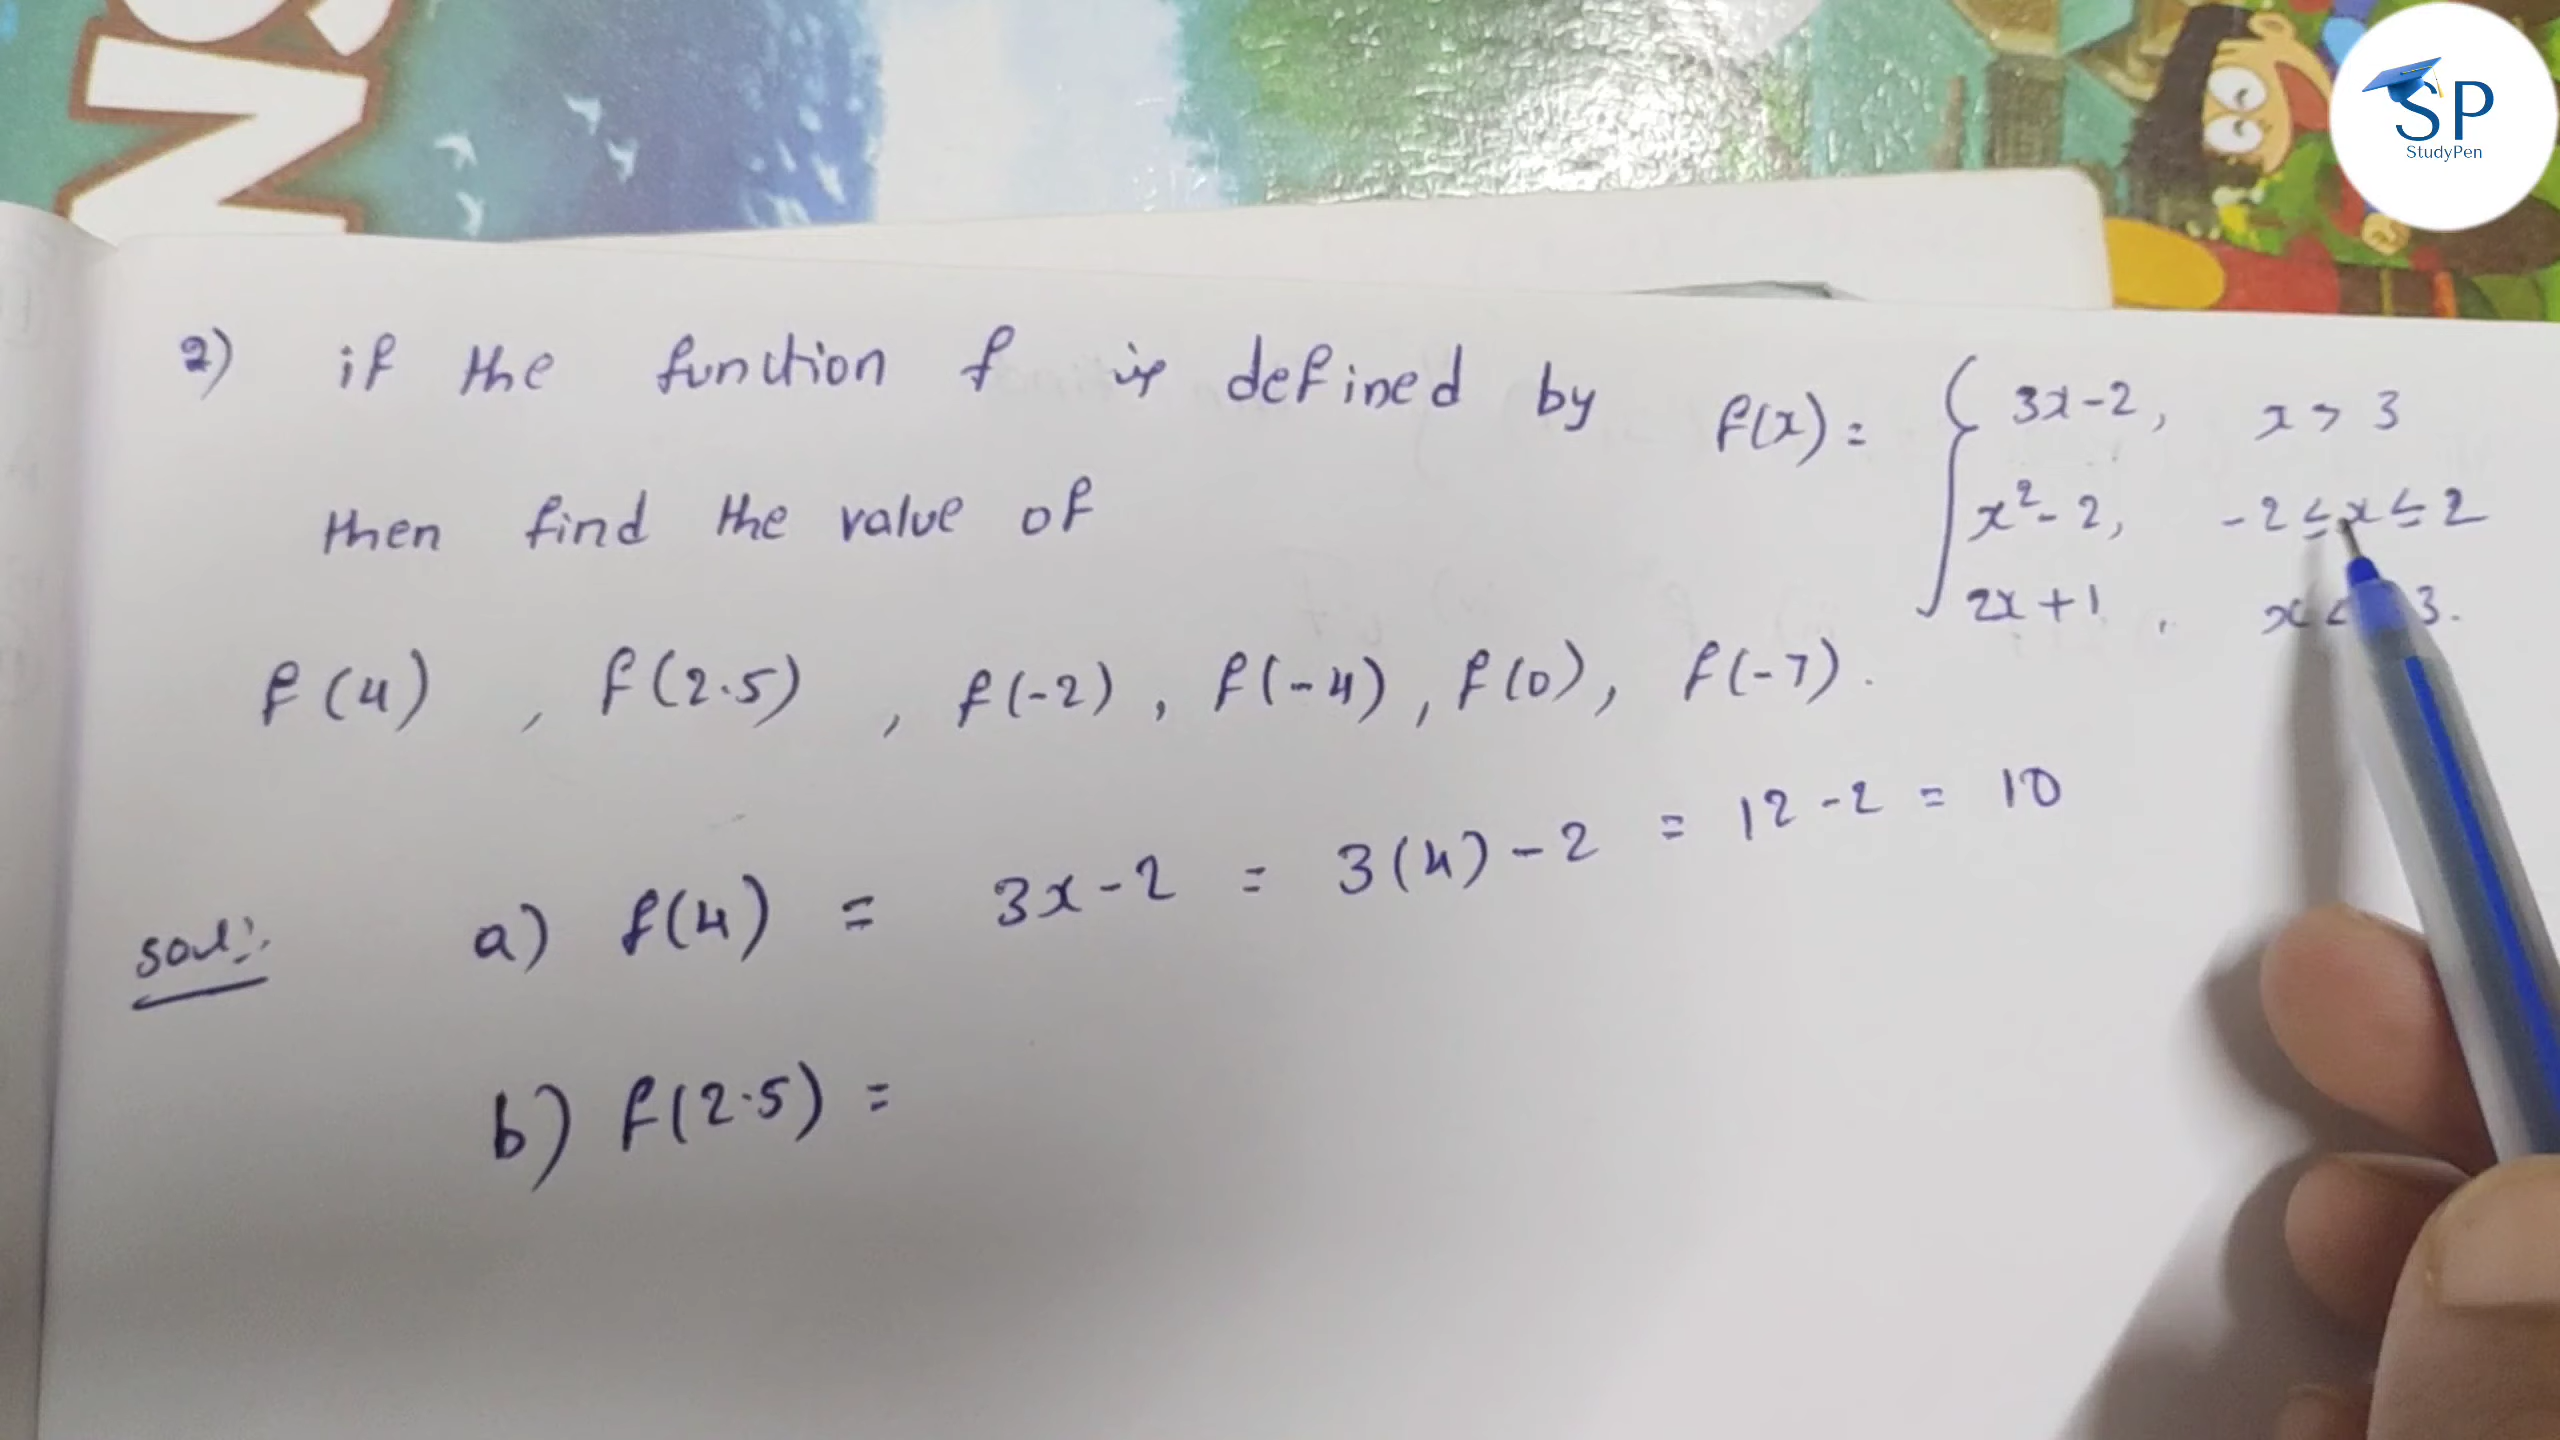 SN
SP
StudyPen
2) if the function f is defined by f(x) = { 3x-2, x > 3
x²-2, -2 ≤ x ≤ 2
2x+1, x < 3.
then find the value of
f(4), f(2.5), f(-2), f(-4), f(0), f(-7).
sol:- a) f(4) = 3x-2 = 3(4)-2 = 12-2 = 10
b) f(2.5) =